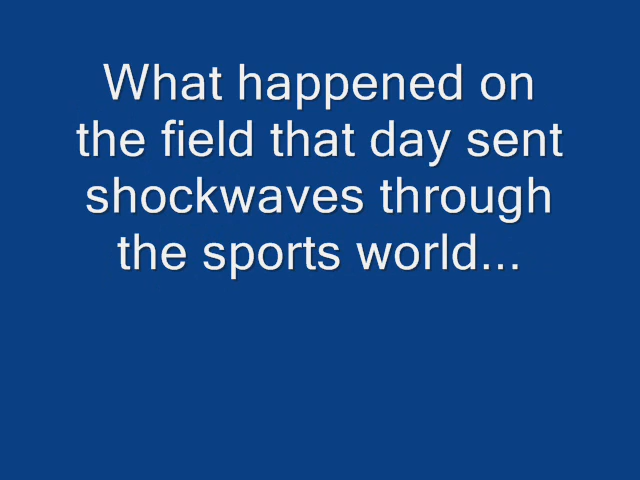 What happened on
the field that day sent
shockwaves through
the sports world...